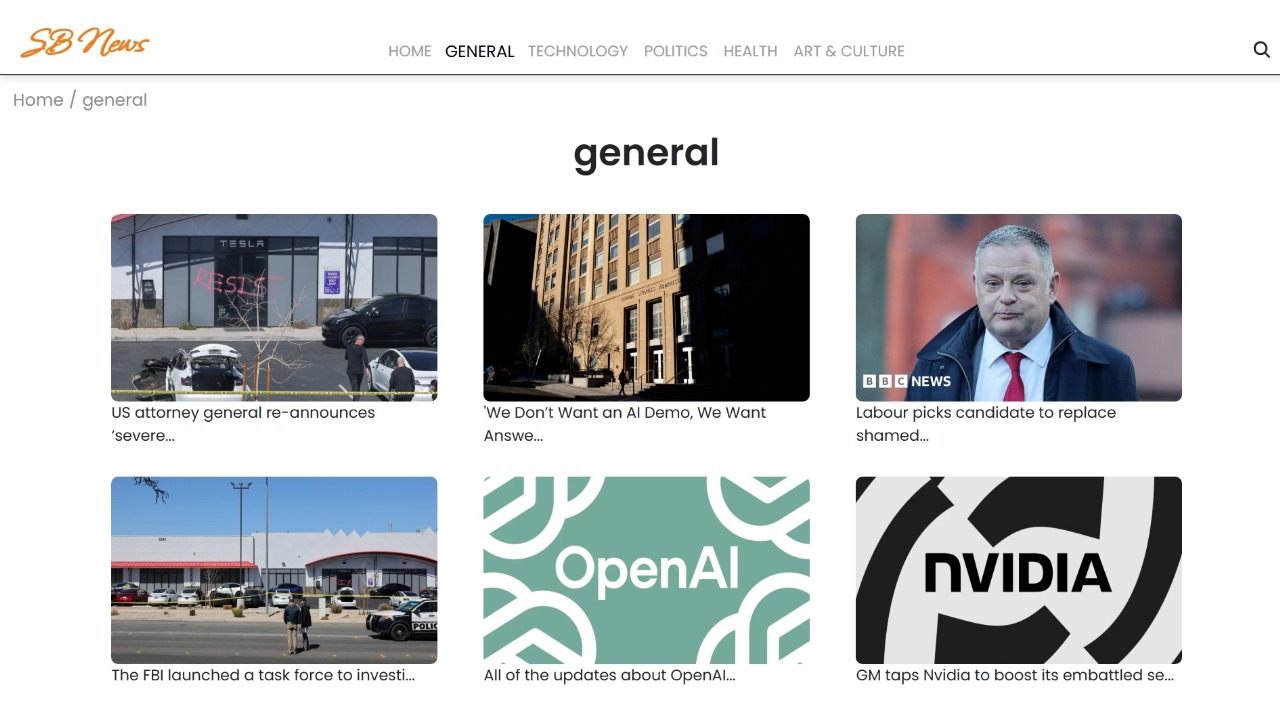 SB News
HOME GENERAL TECHNOLOGY POLITICS HEALTH ART & CULTURE
Home / general
general
TESLA
RESIST
BBC NEWS
US attorney general re-announces
‘severe...
'We Don’t Want an AI Demo, We Want
Answe...
Labour picks candidate to replace
shamed...
POLIC
OpenAI
NVIDIA
The FBI launched a task force to investi...
All of the updates about OpenAI...
GM taps Nvidia to boost its embattled se...